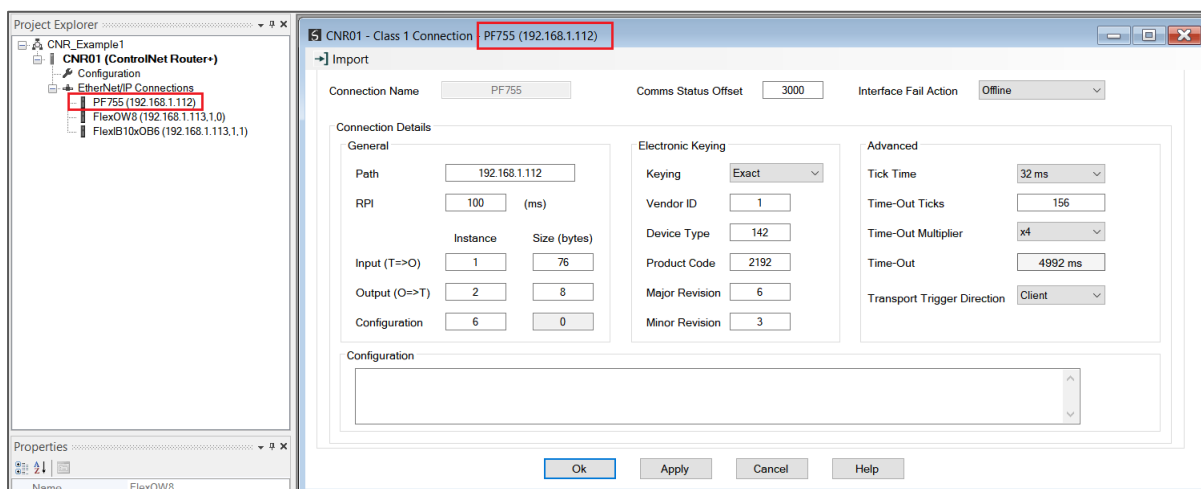 Project Explorer
CNR_Example1
CNR01 (ControlNet Router+)
Configuration
EtherNet/IP Connections
PF755 (192.168.1.112)
FlexOW8 (192.168.1.113,1,0)
FlexIB10xOB6 (192.168.1.113,1,1)
Properties
Name FlexOW8
CNR01 - Class 1 Connection - PF755 (192.168.1.112)
Import
Connection Name PF755 Comms Status Offset 3000 Interface Fail Action Offline
Connection Details
General Electronic Keying Advanced
Path 192.168.1.112 Keying Exact Tick Time 32 ms
RPI 100 (ms) Vendor ID 1 Time-Out Ticks 156
Instance Size (bytes) Device Type 142 Time-Out Multiplier x4
Input (T=>O) 1 76 Product Code 2192 Time-Out 4992 ms
Output (O=>T) 2 8 Major Revision 6 Transport Trigger Direction Client
Configuration 6 0 Minor Revision 3
Configuration
Ok Apply Cancel Help